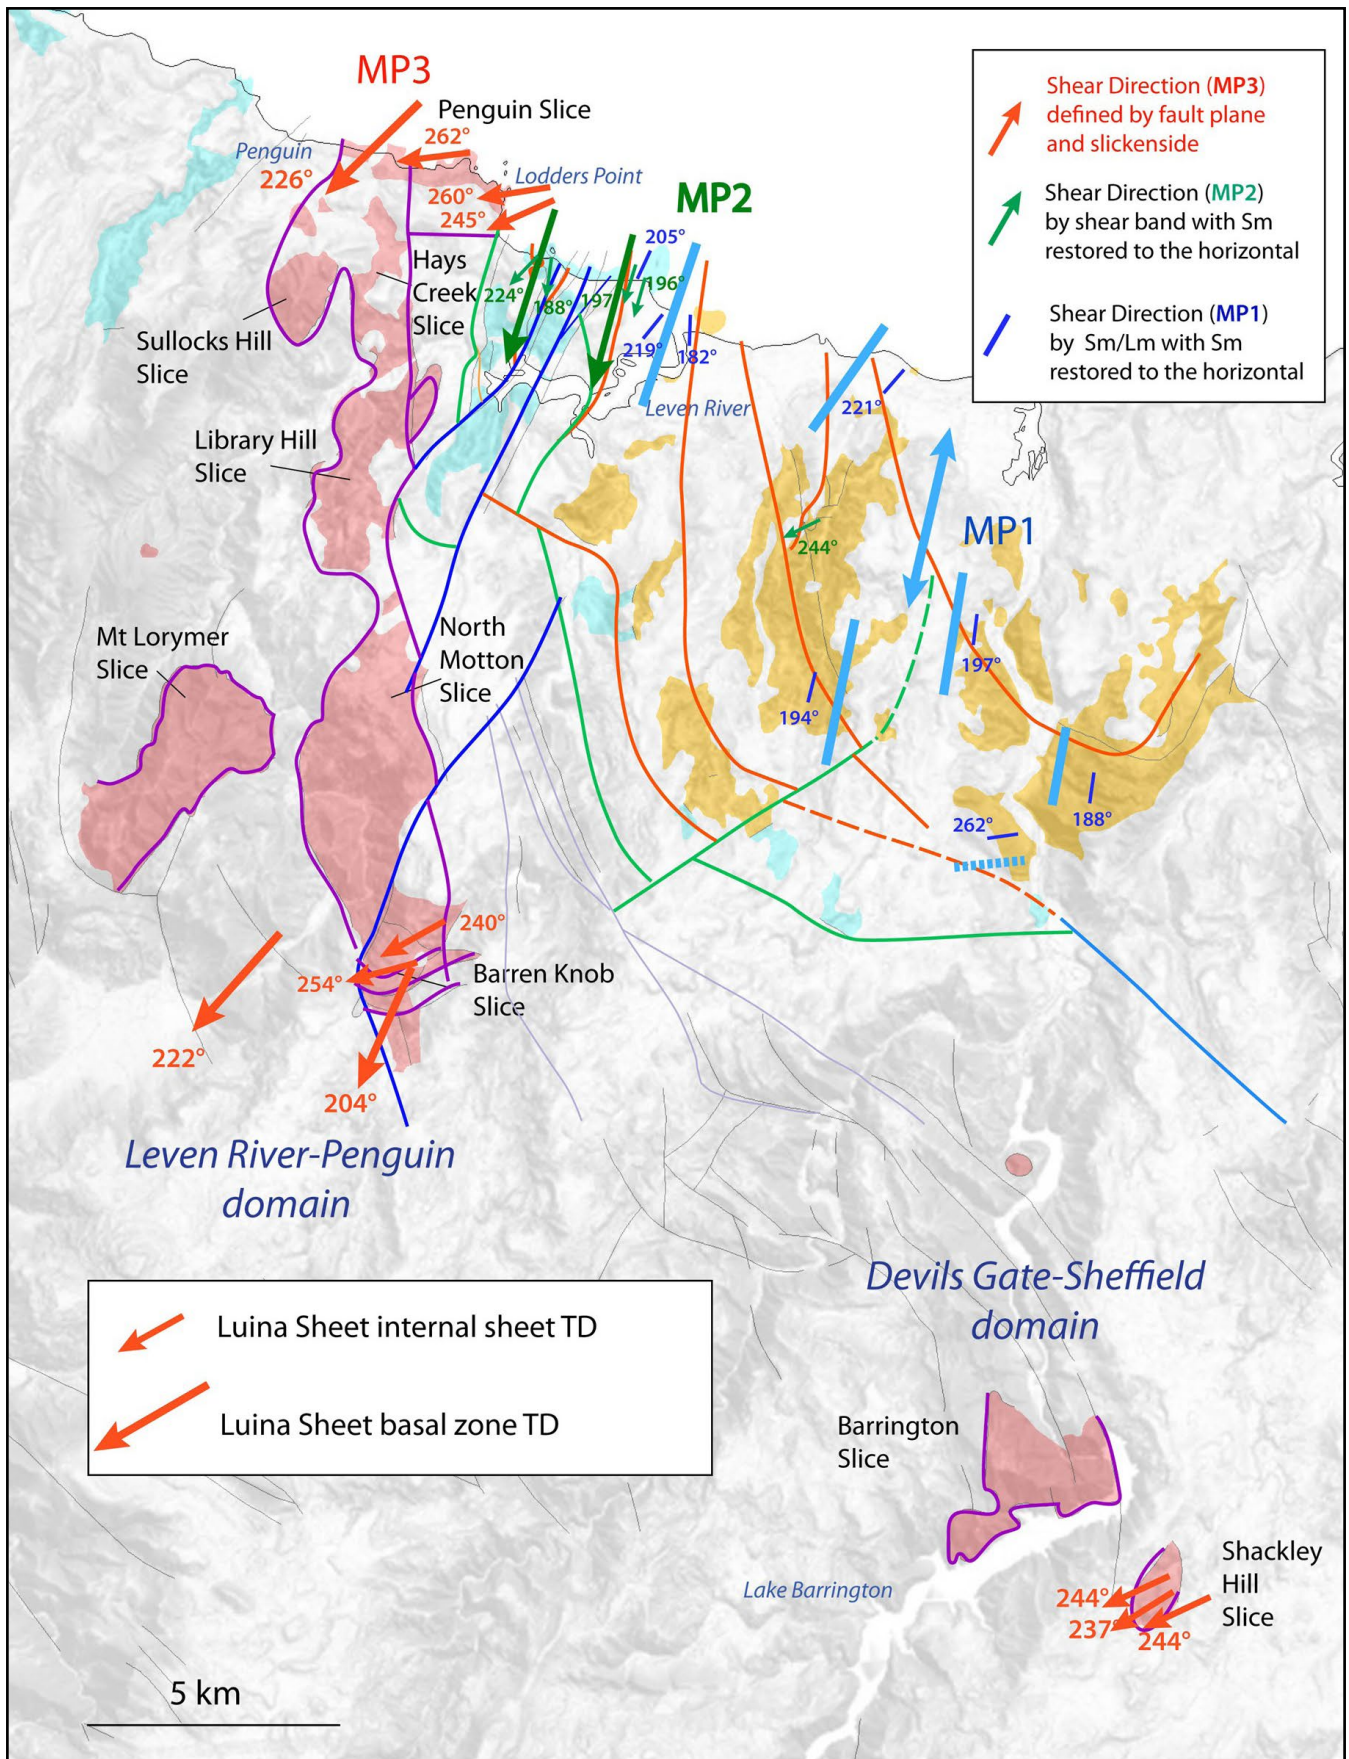 MP3
Penguin Slice
262°
Penguin
226°
Lodders Point
260°
245°
MP2
205°
Shear Direction (MP3)
defined by fault plane
and slickenside
Shear Direction (MP2)
by shear band with Sm
restored to the horizontal
Shear Direction (MP1)
by Sm/Lm with Sm
restored to the horizontal
Hays
Creek
Slice
224°
188°
197
196°
219°
182°
Sullocks Hill
Slice
Leven River
221°
Library Hill
Slice
MP1
244°
Mt Lorymer
Slice
North
Motton
Slice
197°
194°
262°
188°
240°
254°
Barren Knob
Slice
222°
204°
Leven River-Penguin
domain
Devils Gate-Sheffield
domain
Luina Sheet internal sheet TD
Luina Sheet basal zone TD
Barrington
Slice
Shackley
Hill
Slice
Lake Barrington
244°
237°
244°
5 km